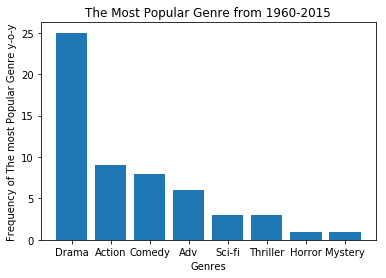 The Most Popular Genre from 1960-2015
Frequency of The most Popular Genre y-o-y
25
20
15
10
5
0
Drama Action Comedy Adv Sci-fi Thriller Horror Mystery
Genres